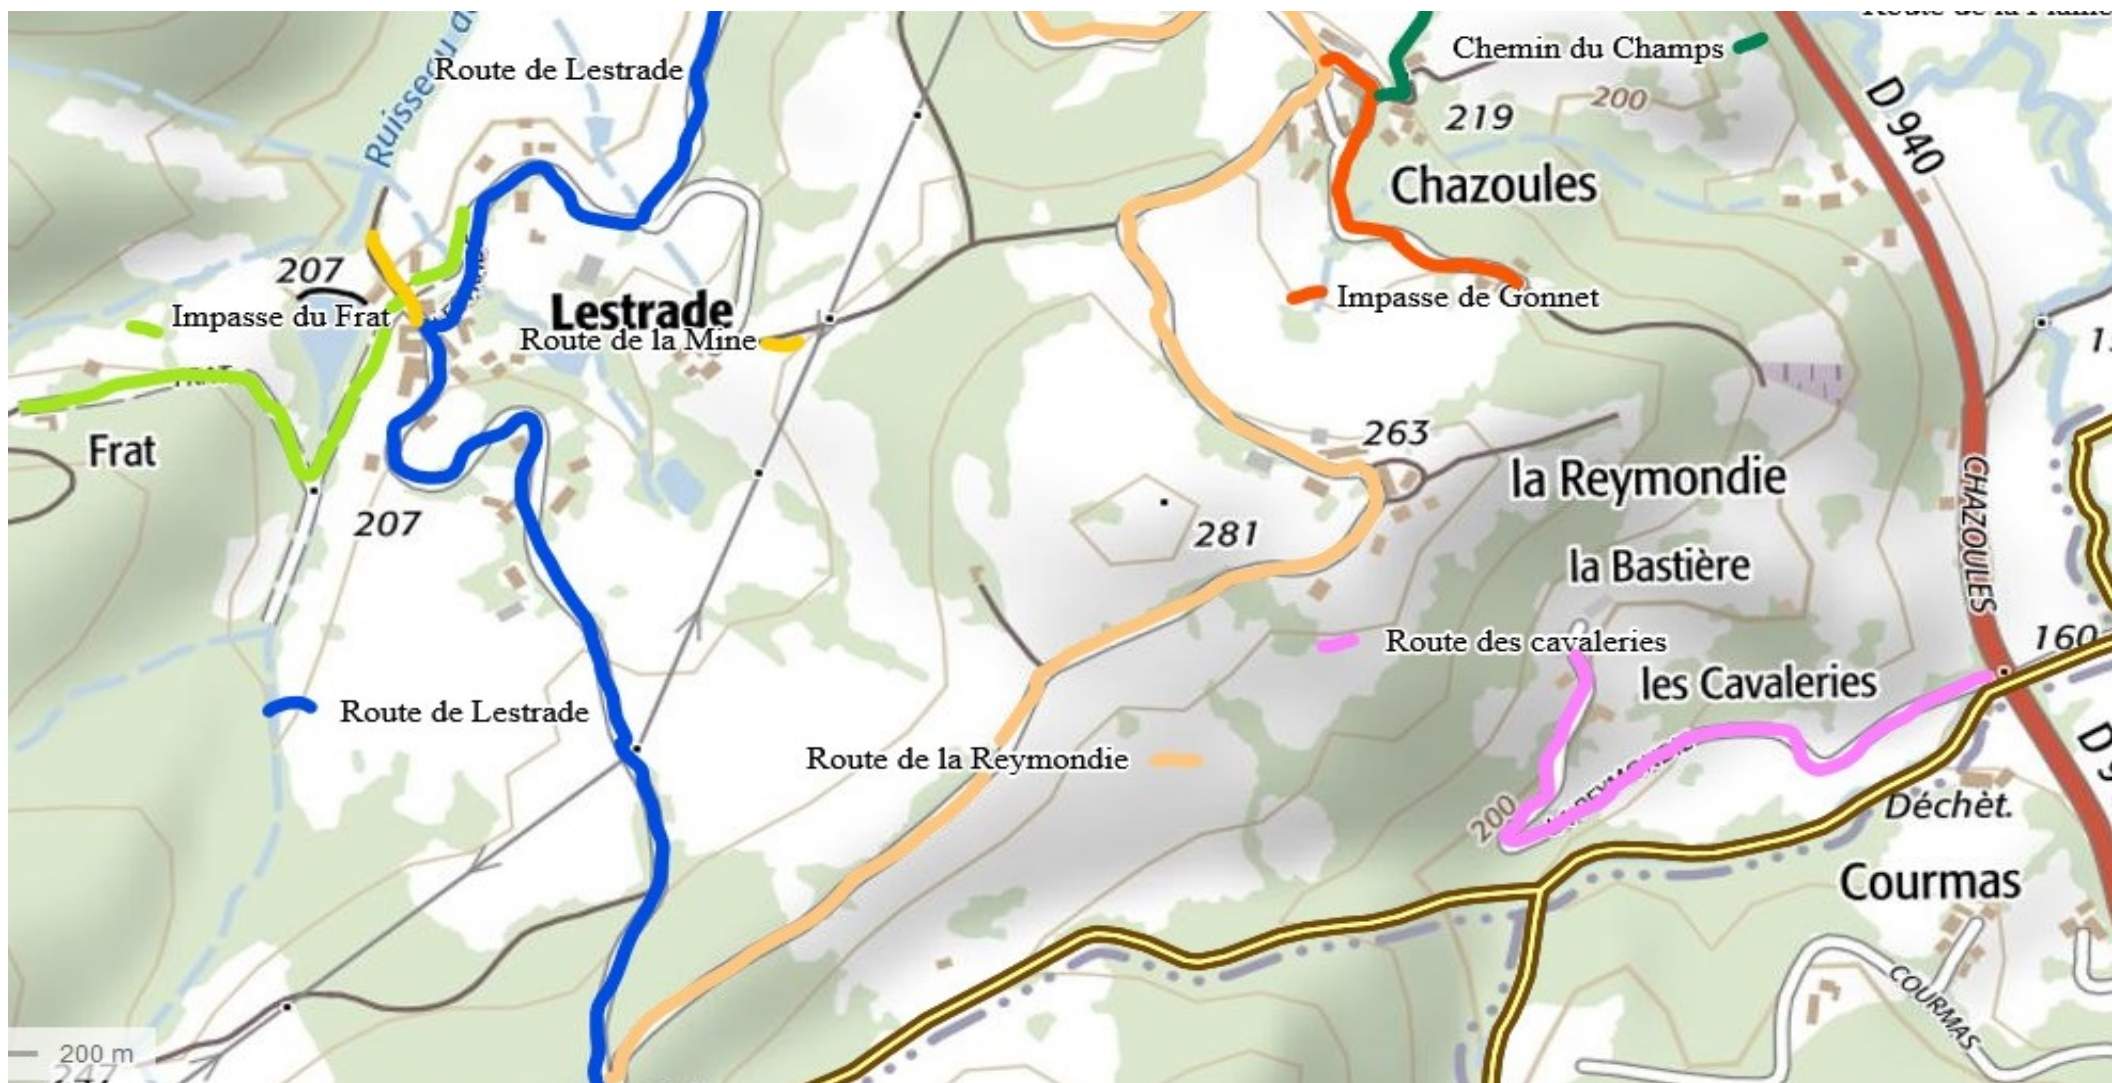 Route de Lestrade
Ruisseau
Chemin du Champs
D 940
200
219
Chazoules
207
Impasse du Frat
Lestrade
Route de la Mine
Impasse de Gonnet
Frat
207
263
la Reymondie
281
la Bastière
CHAZOULES
160
Route des cavaleries
les Cavaleries
Route de Lestrade
Route de la Reymondie
200
Déchèt.
Courmas
COURMAS
200 m